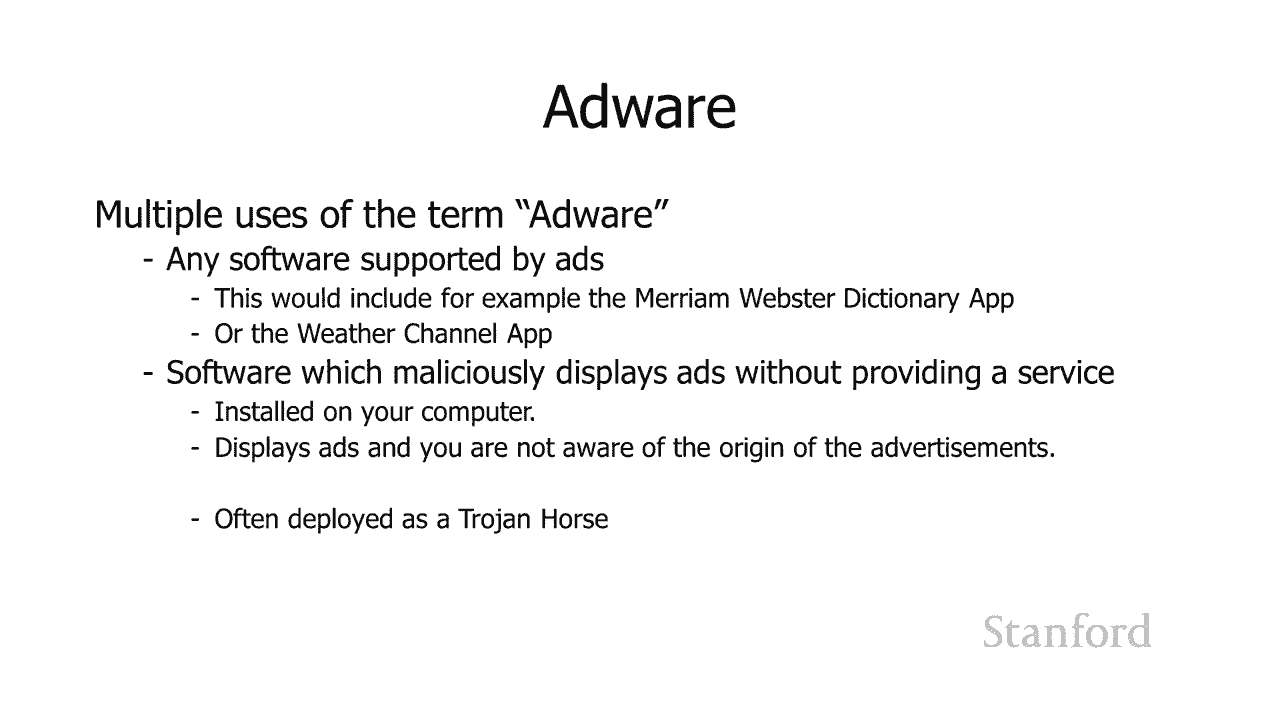 Adware
Multiple uses of the term “Adware”
- Any software supported by ads
- This would include for example the Merriam Webster Dictionary App
- Or the Weather Channel App
- Software which maliciously displays ads without providing a service
- Installed on your computer.
- Displays ads and you are not aware of the origin of the advertisements.
- Often deployed as a Trojan Horse
Stanford